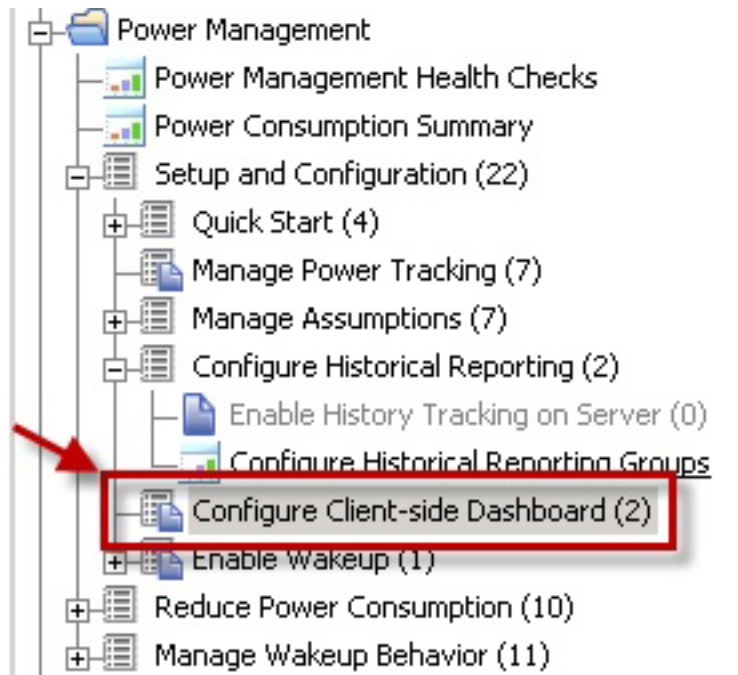 Power Management
Power Management Health Checks
Power Consumption Summary
Setup and Configuration (22)
Quick Start (4)
Manage Power Tracking (7)
Manage Assumptions (7)
Configure Historical Reporting (2)
Enable History Tracking on Server (0)
Configure Historical Reporting Groups
Configure Client-side Dashboard (2)
Enable Wakeup (1)
Reduce Power Consumption (10)
Manage Wakeup Behavior (11)